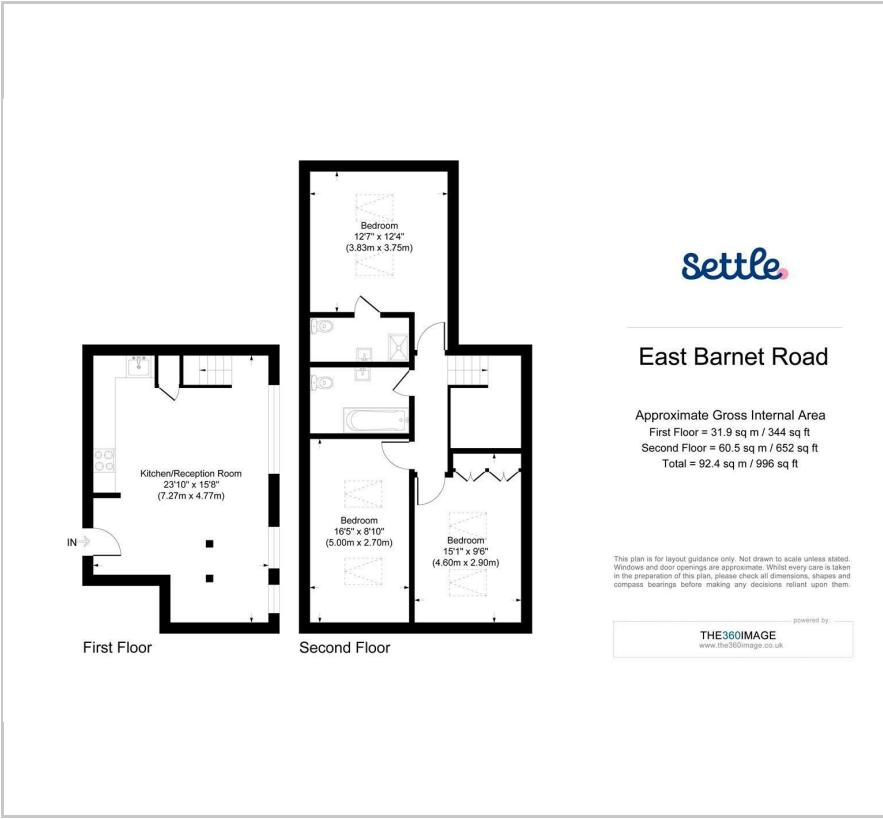 Bedroom
12'7" x 12'4"
(3.83m x 3.75m)
Kitchen/Reception Room
23'10" x 15'8"
(7.27m x 4.77m)
IN
Bedroom
16'5" x 8'10"
(5.00m x 2.70m)
Bedroom
15'1" x 9'6"
(4.60m x 2.90m)
First Floor
Second Floor
Settle
East Barnet Road
Approximate Gross Internal Area
First Floor = 31.9 sq m / 344 sq ft
Second Floor = 60.5 sq m / 652 sq ft
Total = 92.4 sq m / 996 sq ft
This plan is for layout guidance only. Not drawn to scale unless stated.
Windows and door openings are approximate. Whilst every care is taken
in the preparation of this plan, please check all dimensions, shapes and
compass bearings before making any decisions reliant upon them.
powered by:
THE360IMAGE
www.the360image.co.uk